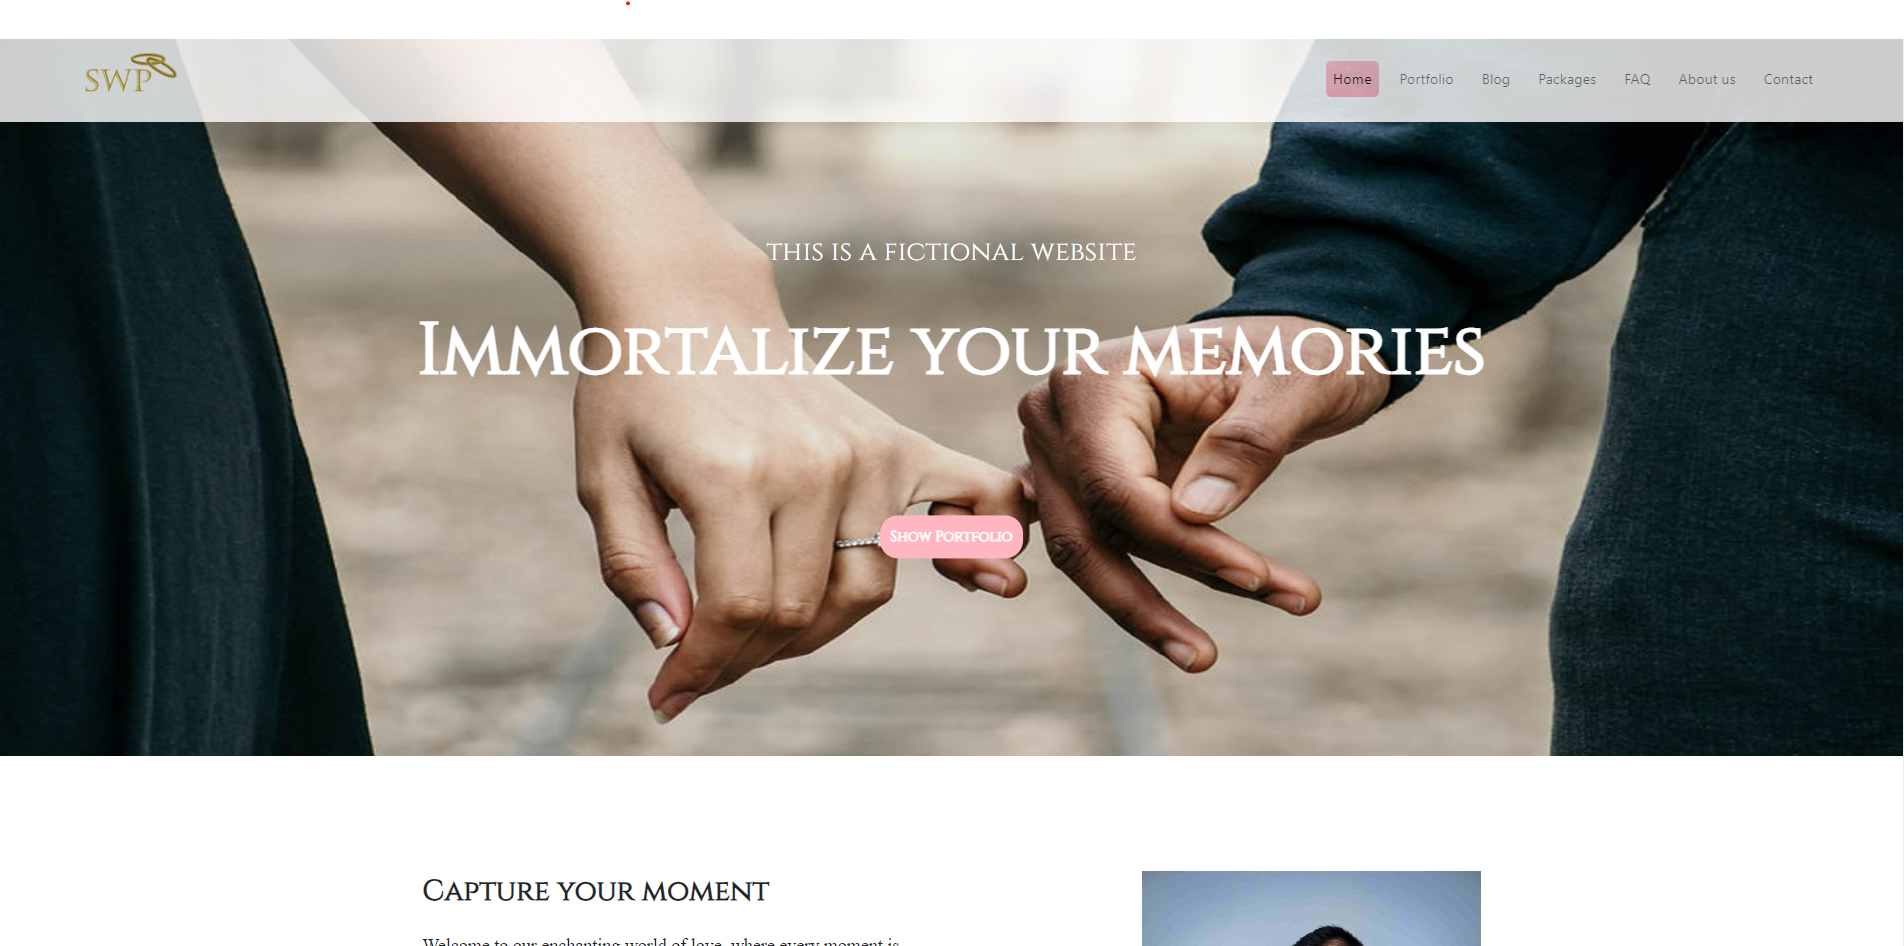 SWP
Home Portfolio Blog Packages FAQ About us Contact
THIS IS A FICTIONAL WEBSITE
IMMORTALIZE YOUR MEMORIES
SHOW PORTFOLIO
CAPTURE YOUR MOMENT
Welcome to our enchanting world of love, where every moment is